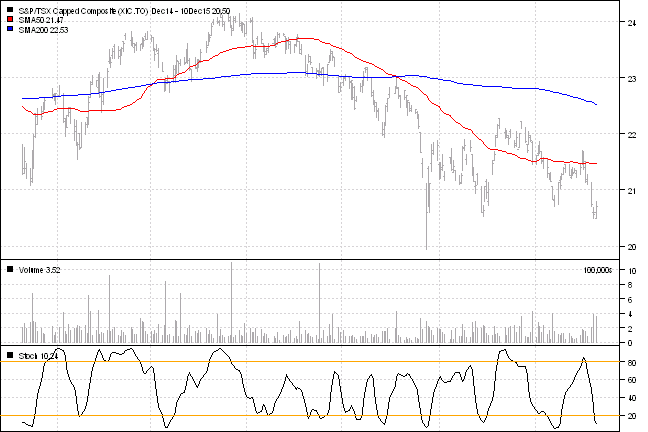 S&P/TSX Capped Composite (XIC.TO) Dec14 - 10Dec15 20.50
SMA50 21.47
SMA200 22.53
24
23
22
21
20
Volume 3.52
100,000s
10
8
6
4
2
0
Stoch 10.24
80
60
40
20